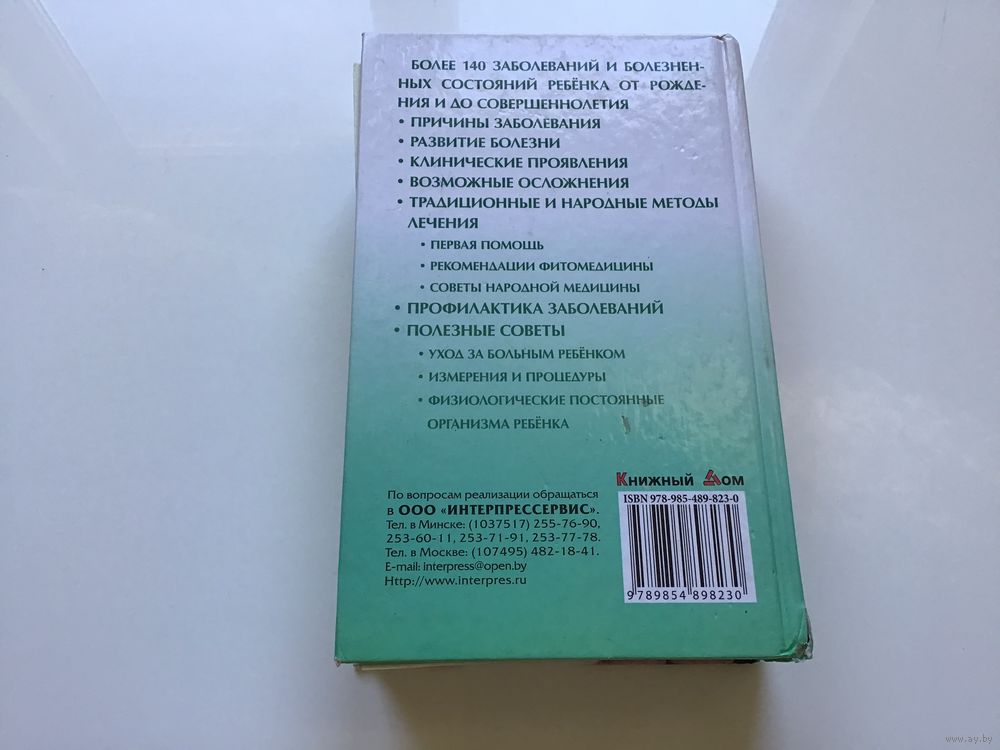 БОЛЕЕ 140 ЗАБОЛЕВАНИЙ И БОЛЕЗНЕН-
НЫХ СОСТОЯНИЙ РЕБЁНКА ОТ РОЖДЕ-
НИЯ И ДО СОВЕРШЕННОЛЕТИЯ
• ПРИЧИНЫ ЗАБОЛЕВАНИЯ
• РАЗВИТИЕ БОЛЕЗНИ
• КЛИНИЧЕСКИЕ ПРОЯВЛЕНИЯ
• ВОЗМОЖНЫЕ ОСЛОЖНЕНИЯ
• ТРАДИЦИОННЫЕ И НАРОДНЫЕ МЕТОДЫ
ЛЕЧЕНИЯ
• ПЕРВАЯ ПОМОЩЬ
• РЕКОМЕНДАЦИИ ФИТОМЕДИЦИНЫ
• СОВЕТЫ НАРОДНОЙ МЕДИЦИНЫ
• ПРОФИЛАКТИКА ЗАБОЛЕВАНИЙ
• ПОЛЕЗНЫЕ СОВЕТЫ
• УХОД ЗА БОЛЬНЫМ РЕБЁНКОМ
• ИЗМЕРЕНИЯ И ПРОЦЕДУРЫ
• ФИЗИОЛОГИЧЕСКИЕ ПОСТОЯННЫЕ
ОРГАНИЗМА РЕБЁНКА
Книжный Дом
ISBN 978-985-489-823-0
9 789854 898230
По вопросам реализации обращаться
в ООО «ИНТЕРПРЕССЕРВИС».
Тел. в Минске: (1037517) 255-76-90,
253-60-11, 253-71-91, 253-77-78.
Тел. в Москве: (107495) 482-18-41.
E-mail: interpress@open.by
Http://www.interpres.ru
www.ay.by